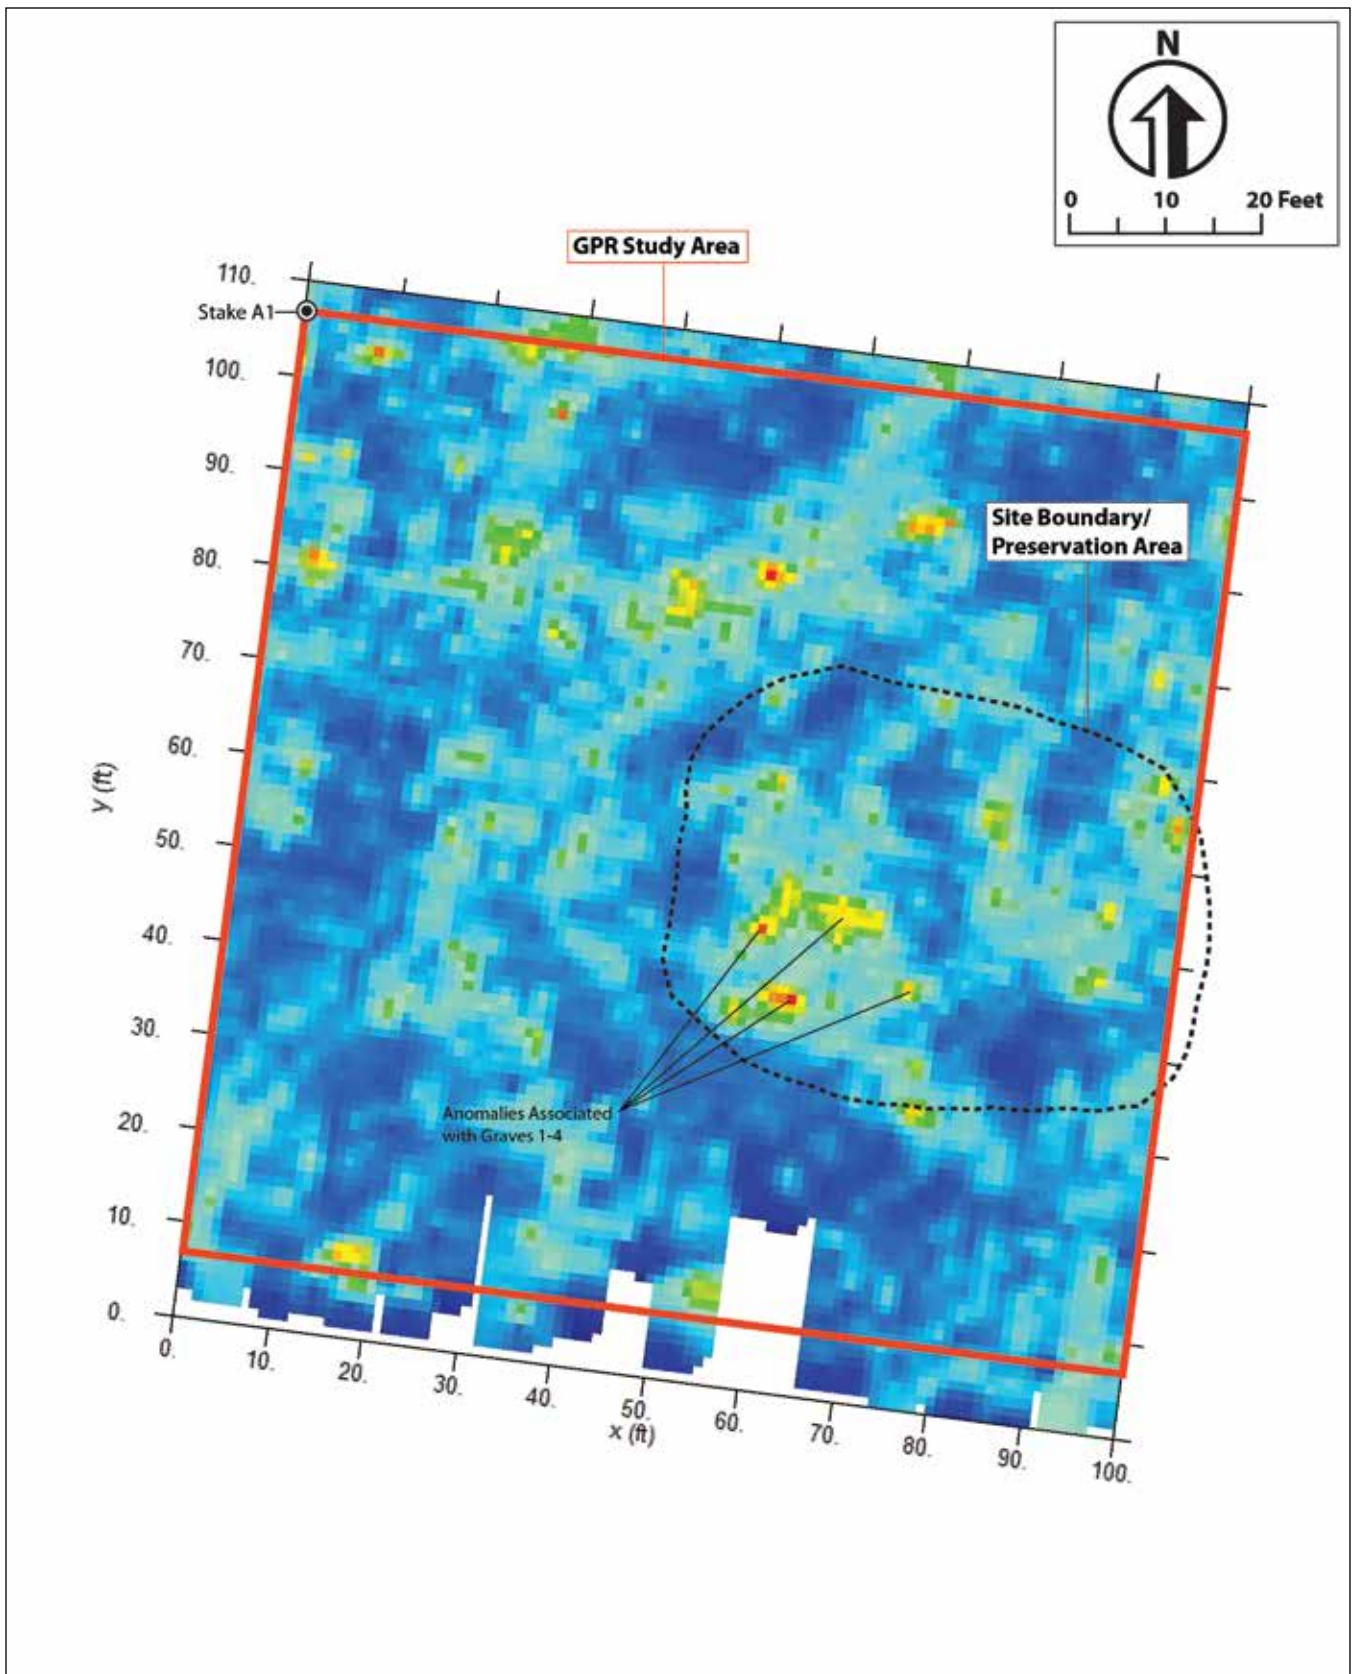 N
0 10 20 Feet
GPR Study Area
110.
Stake A1
100.
90.
Site Boundary/
Preservation Area
80.
70.
60.
y (ft)
50.
40.
30.
Anomalies Associated
with Graves 1-4
20.
10.
0.
0.
10.
20.
30.
40.
50.
x (ft)
60.
70.
80.
90.
100.